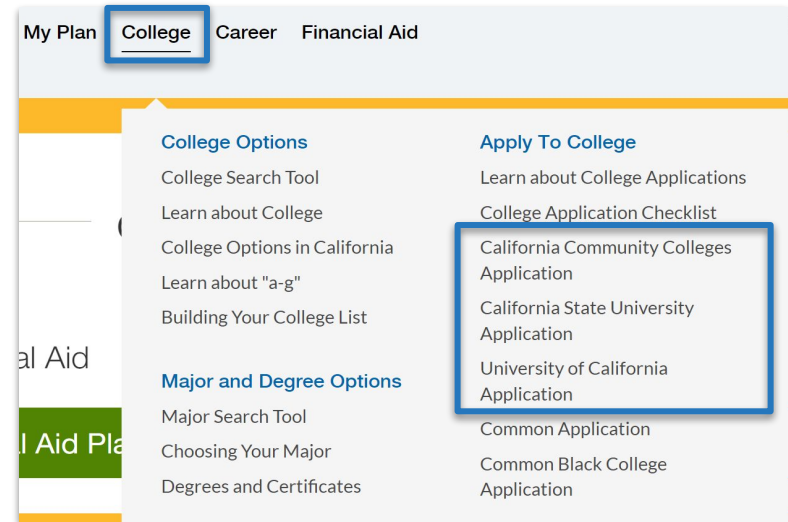 My Plan College Career Financial Aid
College Options
College Search Tool
Learn about College
College Options in California
Learn about "a-g"
Building Your College List
Major and Degree Options
Major Search Tool
Choosing Your Major
Degrees and Certificates
Apply To College
Learn about College Applications
College Application Checklist
California Community Colleges
Application
California State University
Application
University of California
Application
Common Application
Common Black College
Application
al Aid
l Aid Pla